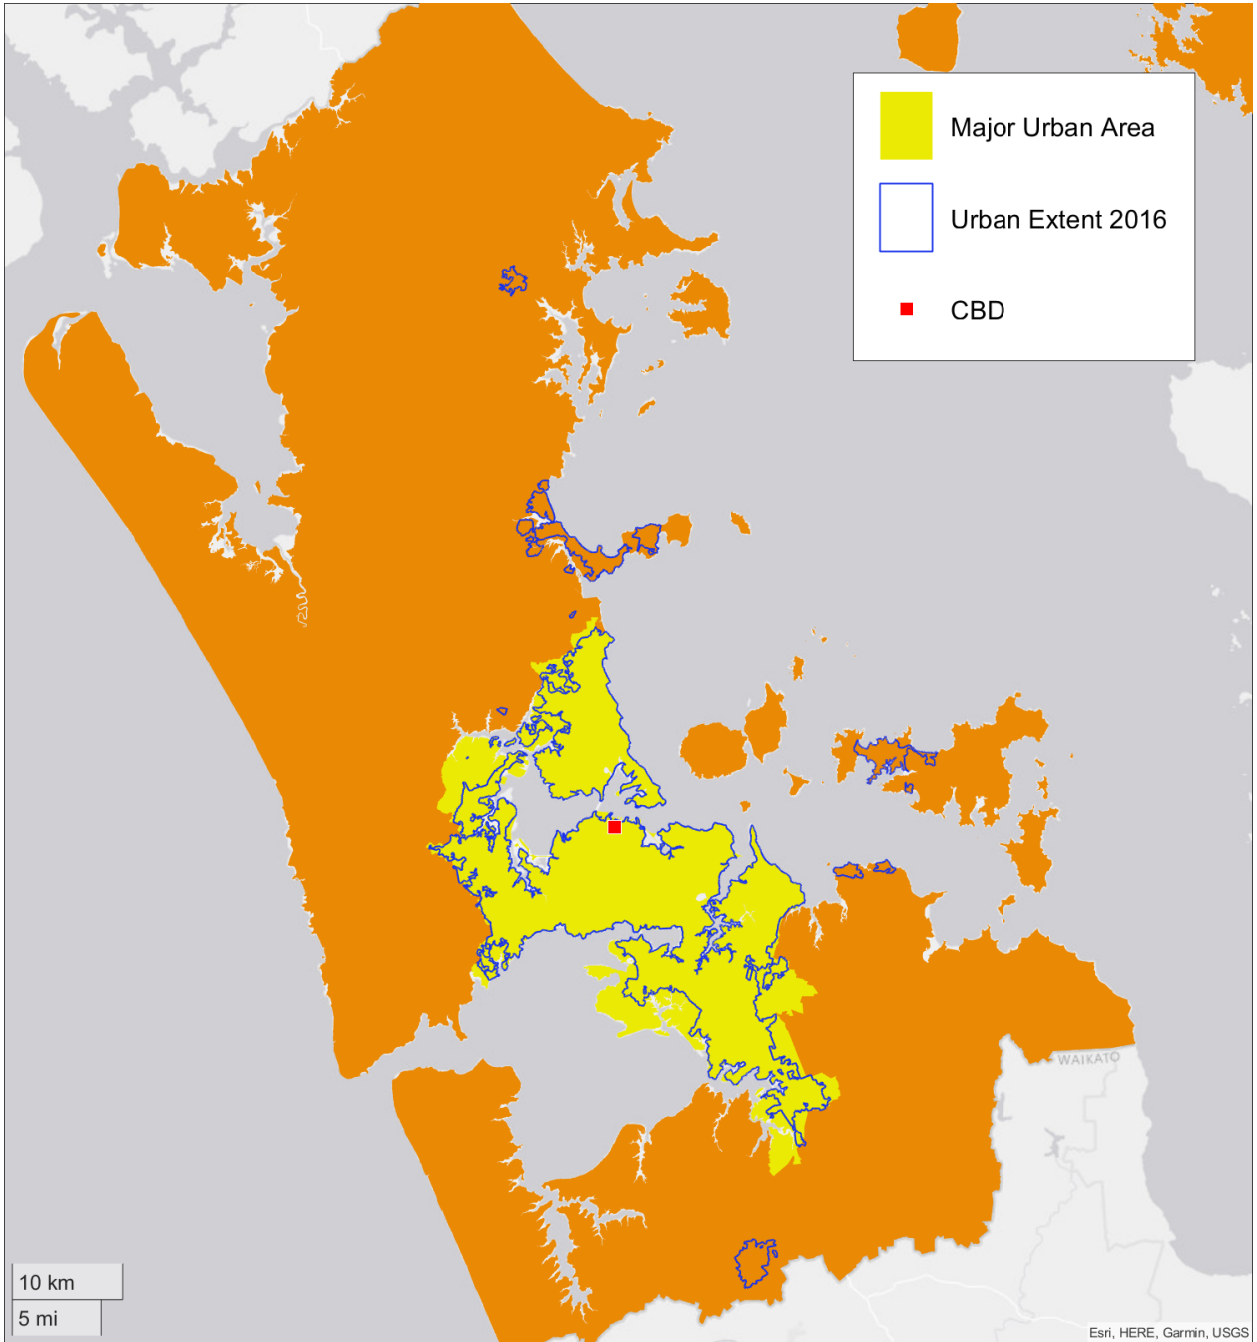 Major Urban Area
Urban Extent 2016
CBD
WAIKATO
10 km
5 mi
Esri, HERE, Garmin, USGS